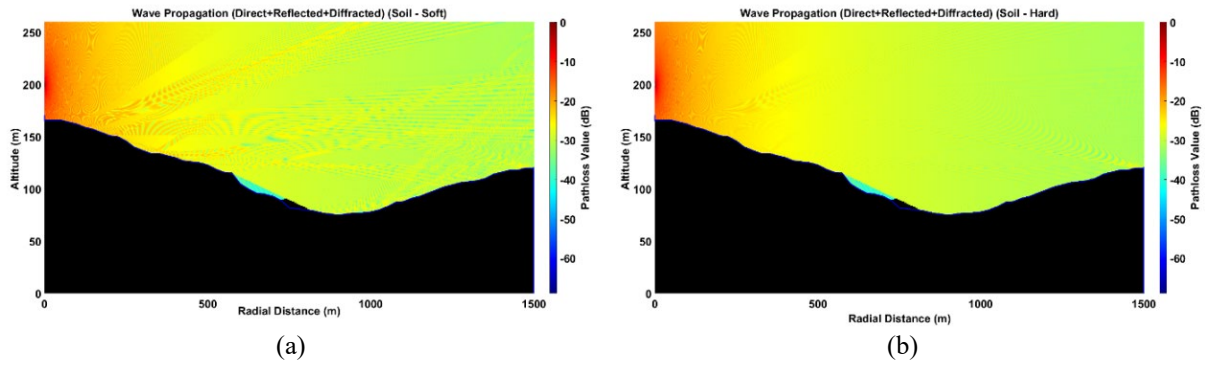 Wave Propagation (Direct+Reflected+Diffracted) (Soil - Soft)
250
200
150
100
50
0
Altitude (m)
0 500 1000 1500
Radial Distance (m)
0
-10
-20
-30
-40
-50
-60
Pathloss Value (dB)
(a)
Wave Propagation (Direct+Reflected+Diffracted) (Soil - Hard)
250
200
150
100
50
0
Altitude (m)
0 500 1000 1500
Radial Distance (m)
0
-10
-20
-30
-40
-50
-60
Pathloss Value (dB)
(b)